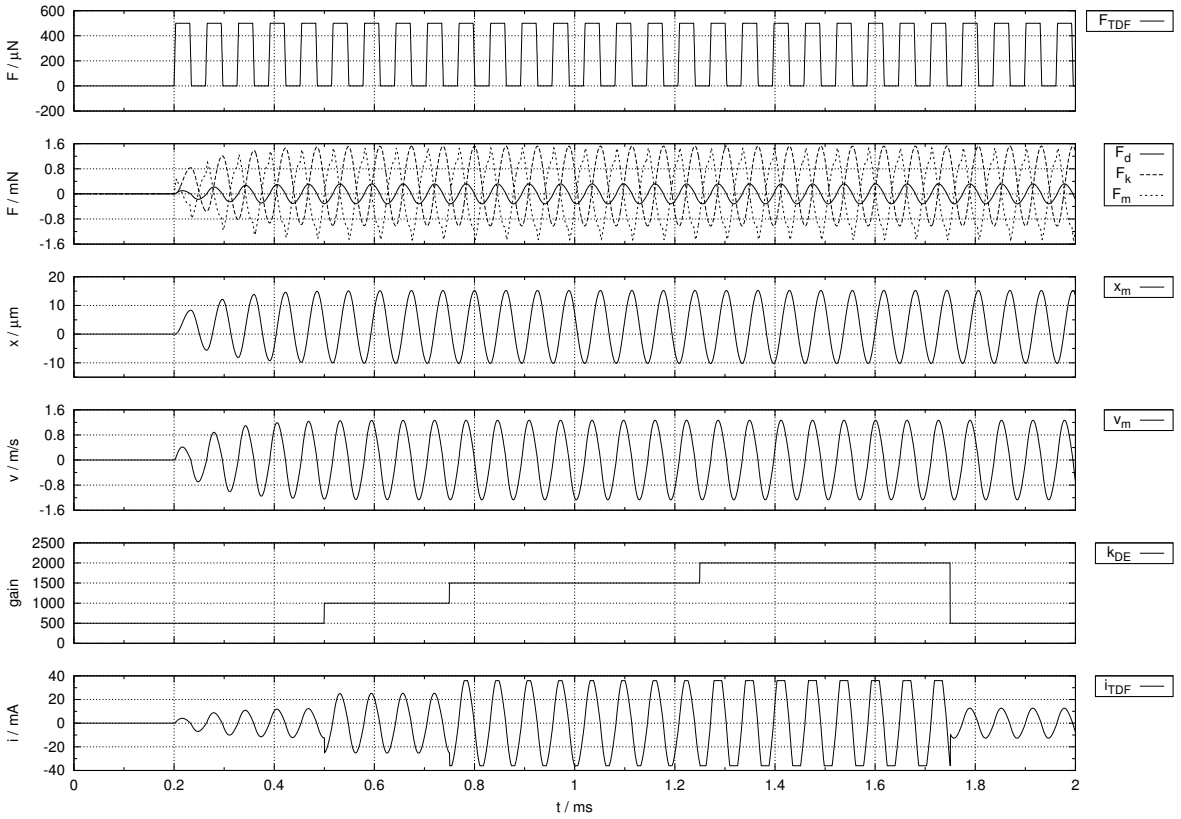 600
400
200
0
-200
F / μN
F_TDF
1.6
0.8
0
-0.8
-1.6
F / mN
F_d
F_k
F_m
20
10
0
-10
x / μm
x_m
1.6
0.8
0
-0.8
-1.6
v / m/s
v_m
2500
2000
1500
1000
500
0
gain
k_DE
40
20
0
-20
-40
i / mA
i_TDF
0 0.2 0.4 0.6 0.8 1 1.2 1.4 1.6 1.8 2
t / ms